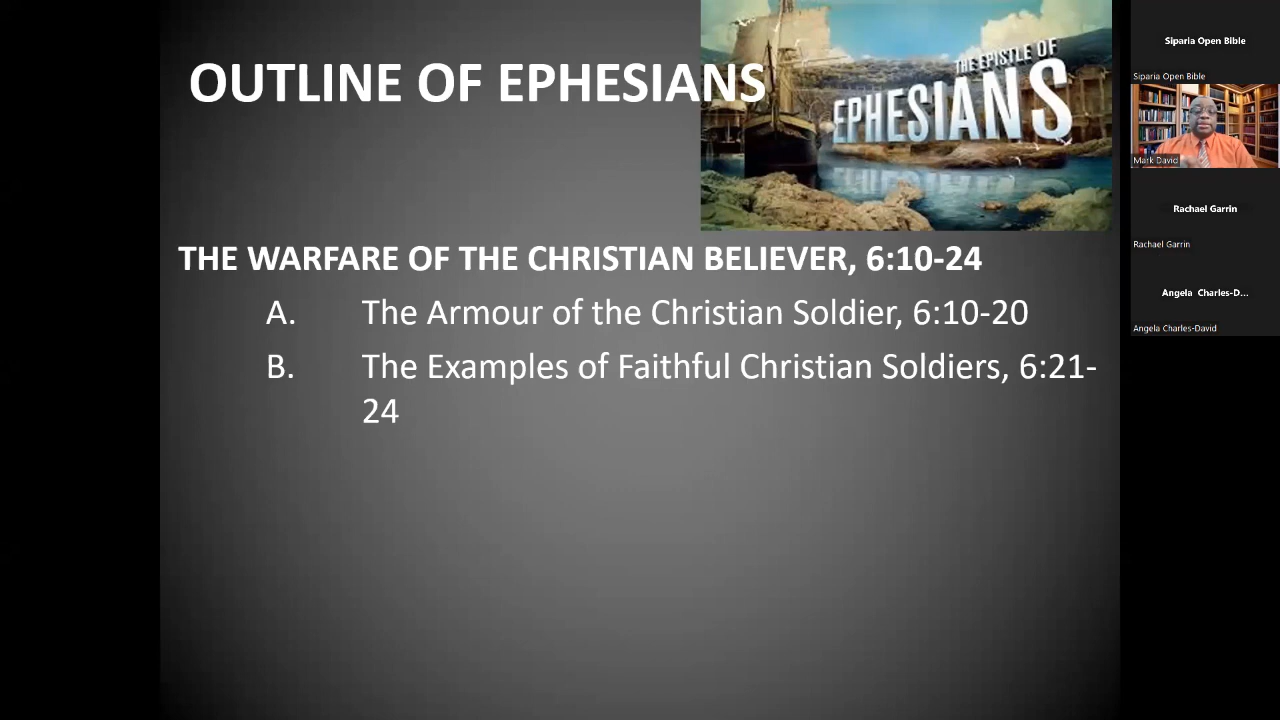 OUTLINE OF EPHESIANS
THE EPISTLE OF
EPHESIANS
THE WARFARE OF THE CHRISTIAN BELIEVER, 6:10-24
A. The Armour of the Christian Soldier, 6:10-20
B. The Examples of Faithful Christian Soldiers, 6:21-
24
Siparia Open Bible
Siparia Open Bible
Mark David
Rachael Garrin
Rachael Garrin
Angela Charles-D...
Angela Charles-David